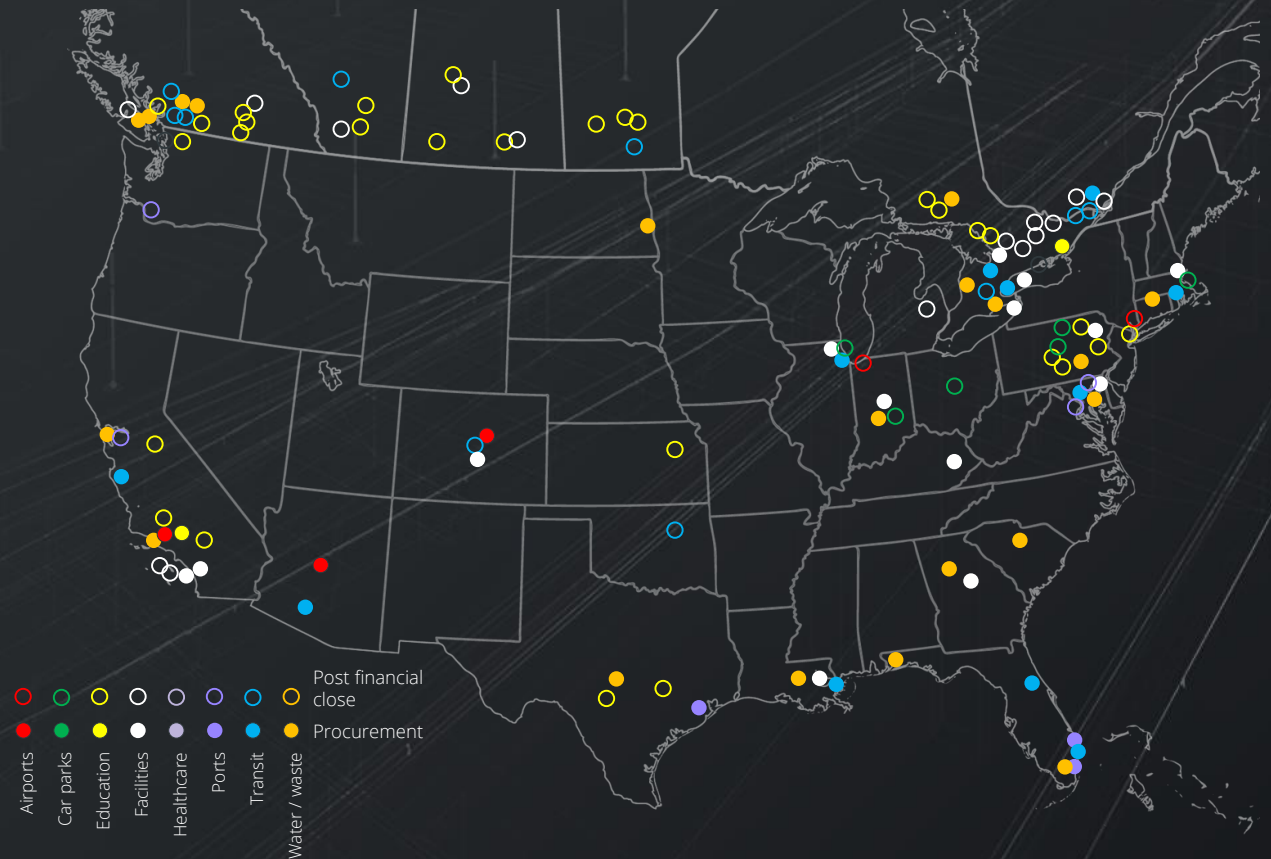 Post financial
close
Procurement
Airports
Car parks
Education
Facilities
Healthcare
Ports
Transit
Water / waste